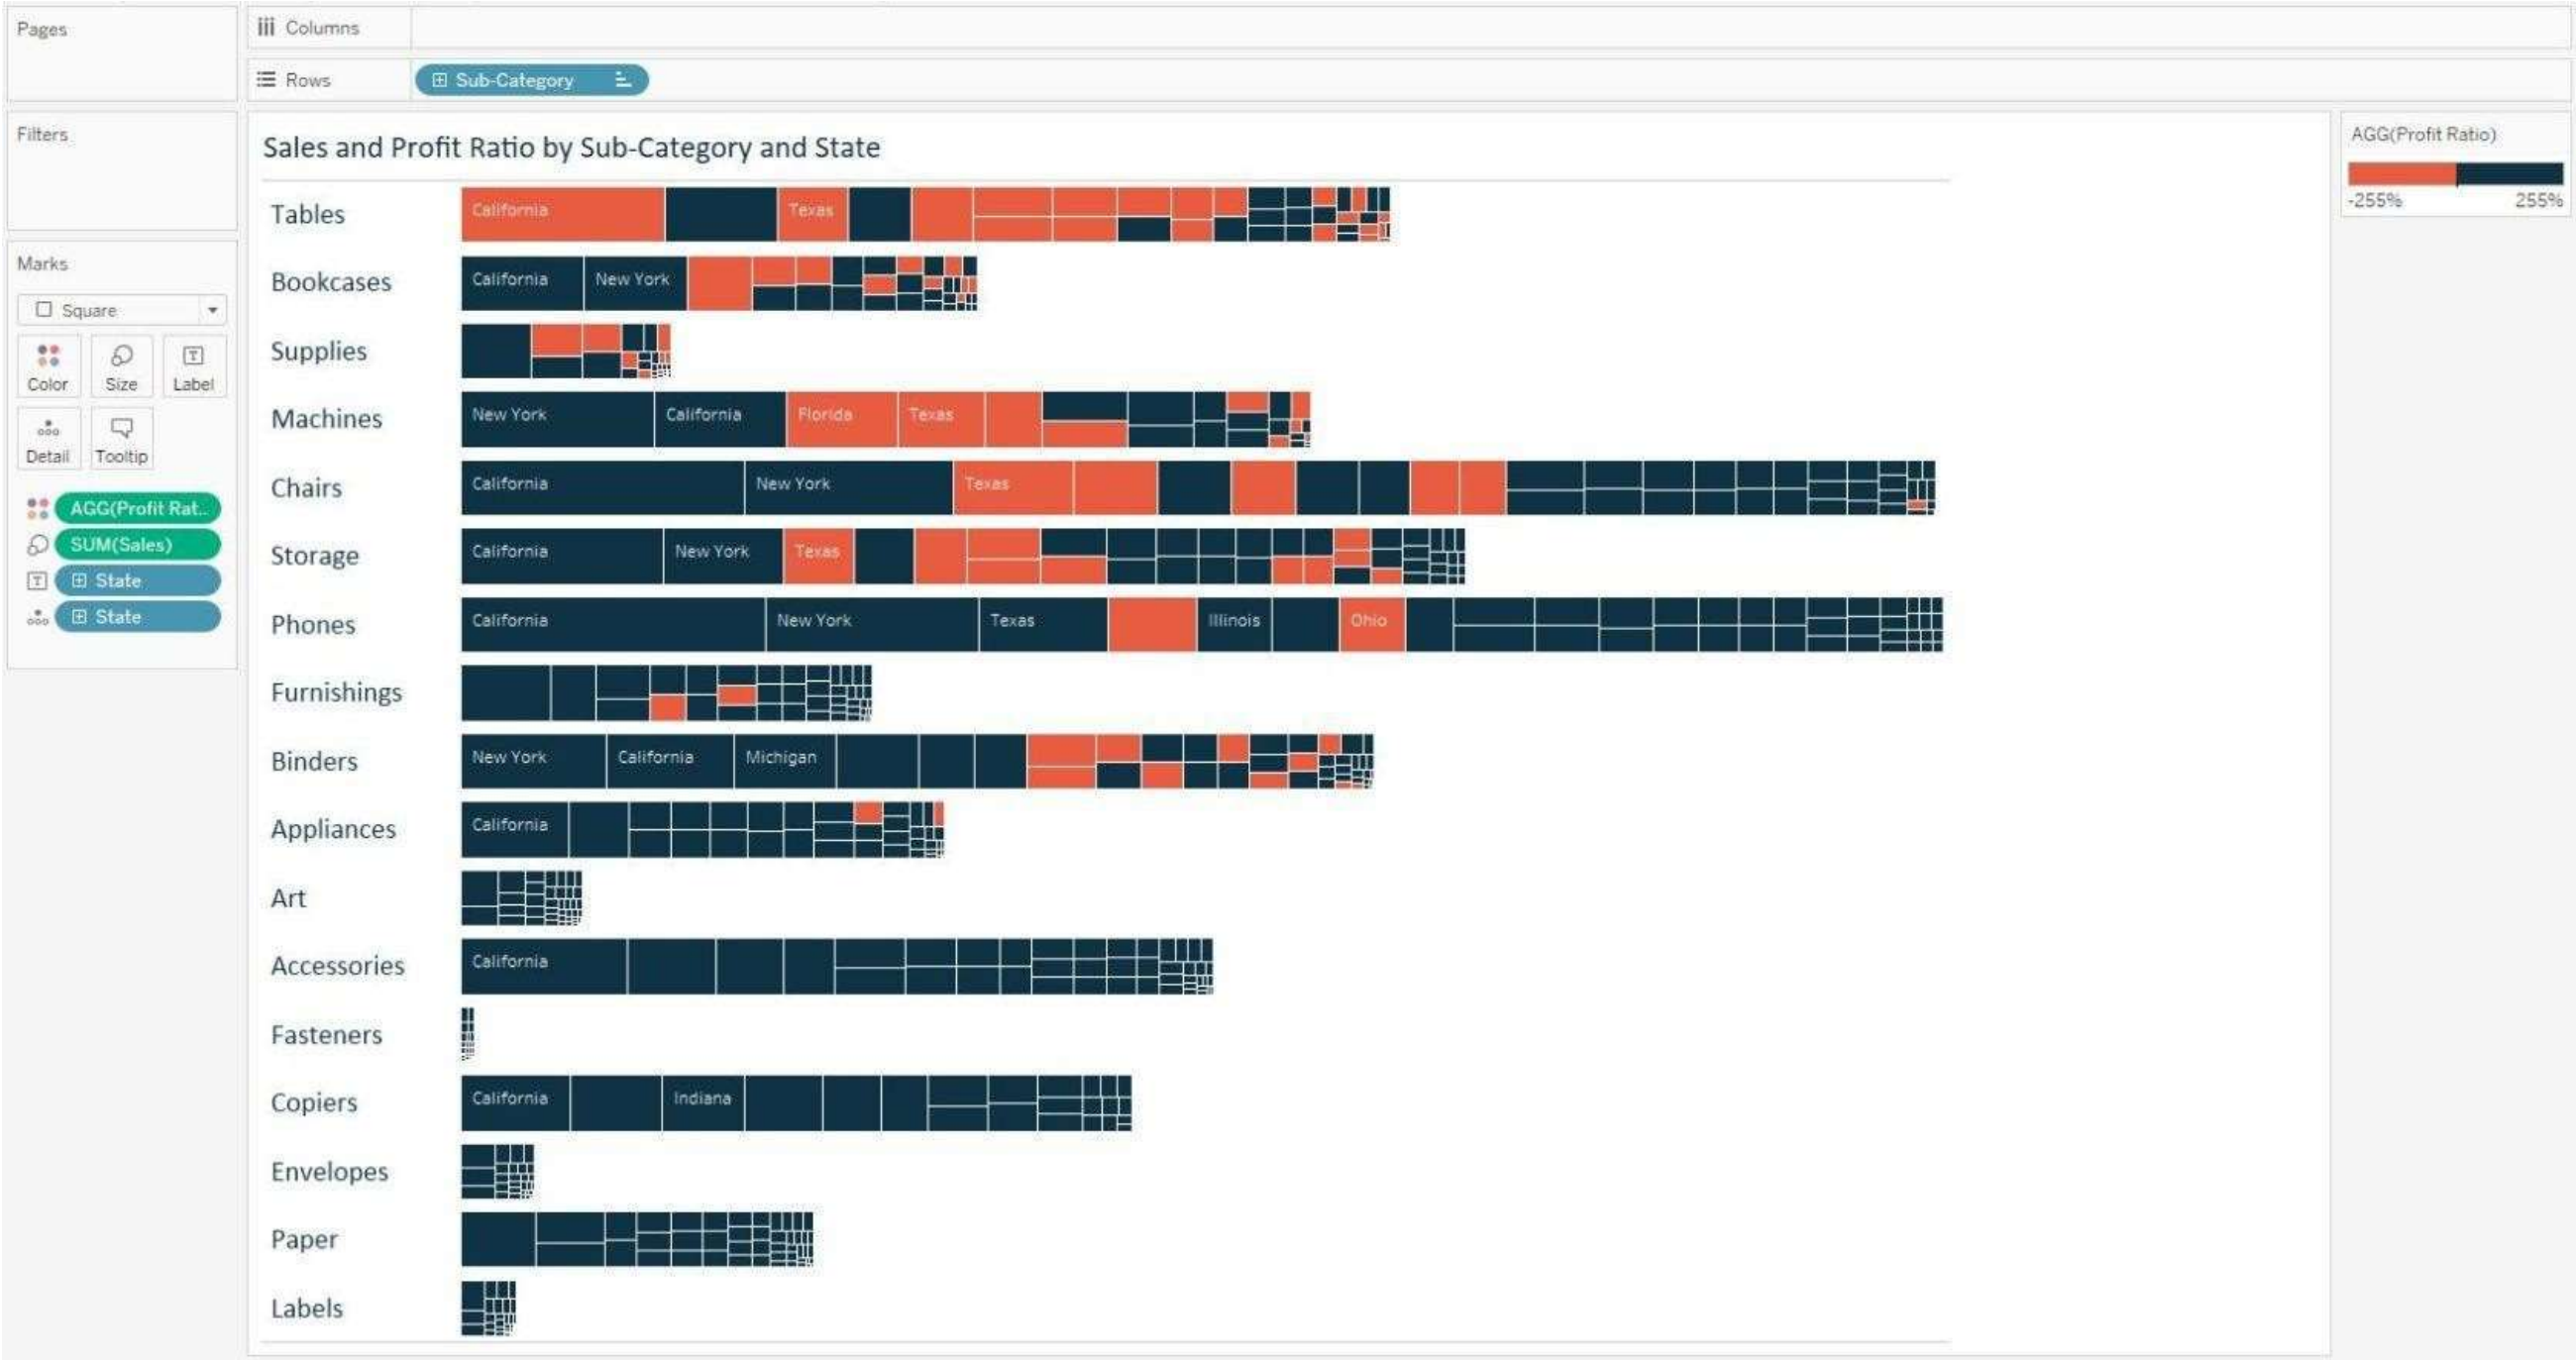 Pages
Columns
Rows
Sub-Category
Filters
Marks
Square
Color Size Label
Detail Tooltip
AGG(Profit Rat..
SUM(Sales)
State
State
Sales and Profit Ratio by Sub-Category and State
Tables California Texas
Bookcases California New York
Supplies
Machines New York California Florida Texas
Chairs California New York Texas
Storage California New York Texas
Phones California New York Texas Illinois Ohio
Furnishings
Binders New York California Michigan
Appliances California
Art
Accessories California
Fasteners
Copiers California Indiana
Envelopes
Paper
Labels
AGG(Profit Ratio)
-255% 255%